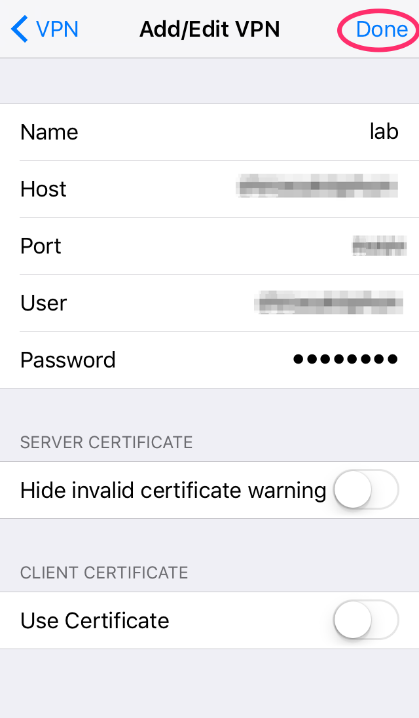 VPN Add/Edit VPN Done
Name lab
Host
Port
User
Password ••••••••
SERVER CERTIFICATE
Hide invalid certificate warning
CLIENT CERTIFICATE
Use Certificate